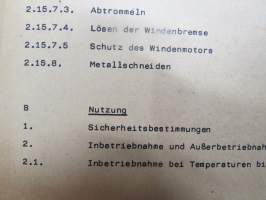 2.15.7.3. Abtrommeln
2.15.7.4. Lösen der Windenbremse
2.15.7.5 Schutz des Windenmotors
2.15.8. Metallschneiden
B Nutzung
1. Sicherheitsbestimmungen
2. Inbetriebnahme und Außerbetriebnah
2.1. Inbetriebnahme bei Temperaturen bi